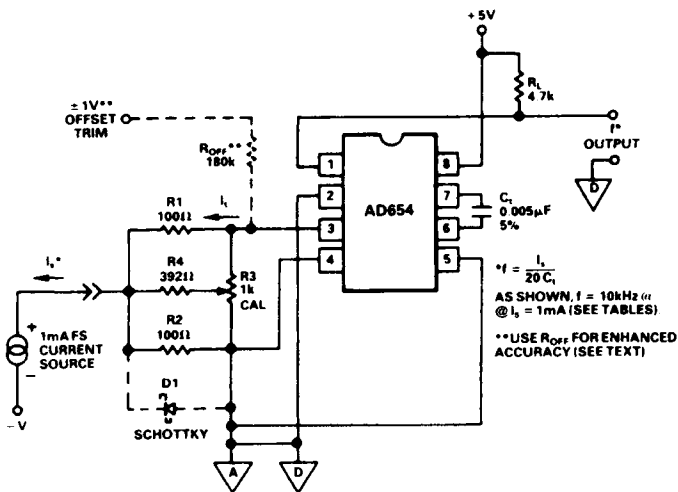 +5V
RL
4.7k
±1V**
OFFSET
TRIM
ROFF**
180k
f*
OUTPUT
D
1
2
3
4
8
7
6
5
AD654
Ct
0.005µF
5%
R1
100Ω
It
Is*
R4
392Ω
R3
1k
CAL
R2
100Ω
+
1mA FS
CURRENT
SOURCE
–
–V
D1
SCHOTTKY
A
D
*f = Is
20 Ct
AS SHOWN, f = 10kHz
@ Is = 1mA (SEE TABLES).
**USE ROFF FOR ENHANCED
ACCURACY (SEE TEXT)